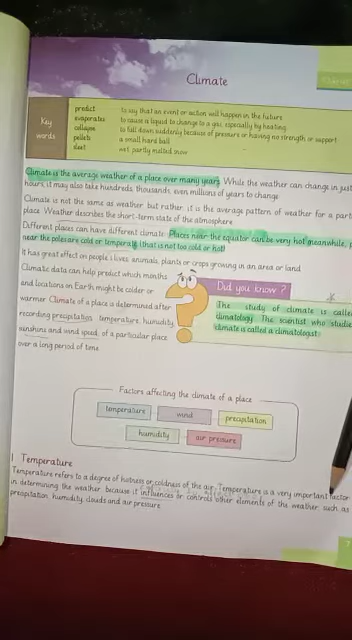 Climate
Key words
predict to say that an event or action will happen in the future
evaporates to cause a liquid to change to a gas, especially by heating
collapse to fall down suddenly because of pressure or having no strength or support
pellets a small hard ball
sleet wet, partly melted snow
Climate is the average weather of a place over many years. While the weather can change in just
hours, it may also take hundreds, thousands, even millions of years to change.
Climate is not the same as weather but rather, it is the average pattern of weather for a
place. Weather describes the short-term state of the atmosphere
Different places can have different climate. Places near the equator can be very hot meanwhile,
near the poles are cold or temperate (that is not too cold or hot)
It has great effect on people's lives, animals, plants or crops growing in an area or land
Climate data can help predict which months
and locations on Earth might be colder or
warmer. Climate of a place is determined after
recording precipitation, temperature, humidity,
sunshine and wind speed, of a particular place
over a long period of time.
Did you know?
The study of climate is
climatology. The scientist who
climate is called a climatologist.
Factors affecting the climate of a place
temperature
wind
precipitation
humidity
air pressure
1 Temperature
Temperature refers to a degree of hotness or coldness of the air. Temperature is a very important factor
in determining the weather, because it influences or controls other elements of the weather, such as
precipitation, humidity, clouds and air pressure.